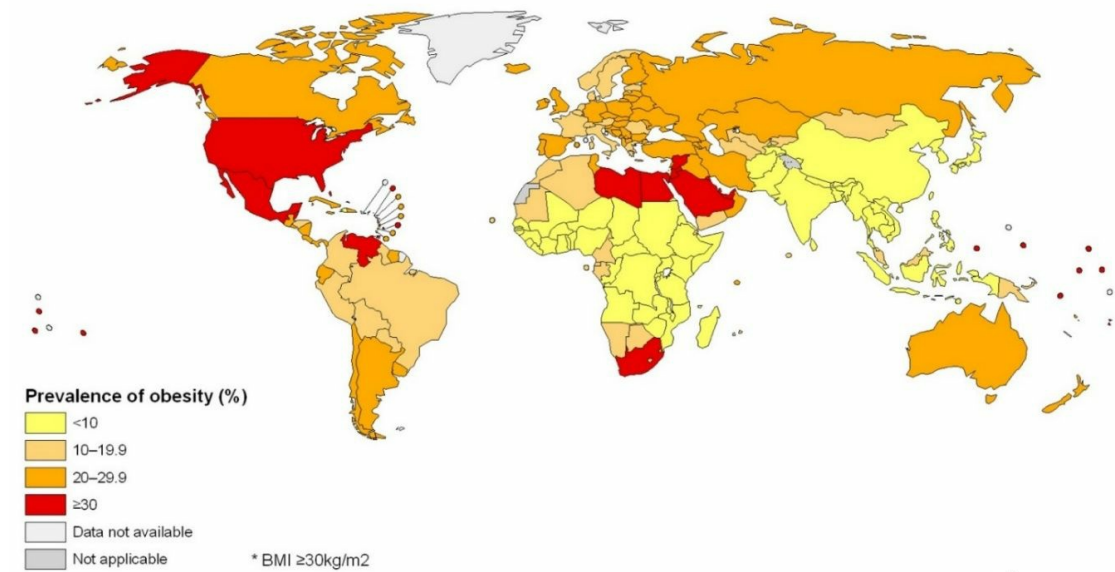 Prevalence of obesity (%)
<10
10–19.9
20–29.9
≥30
Data not available
Not applicable
* BMI ≥30kg/m2